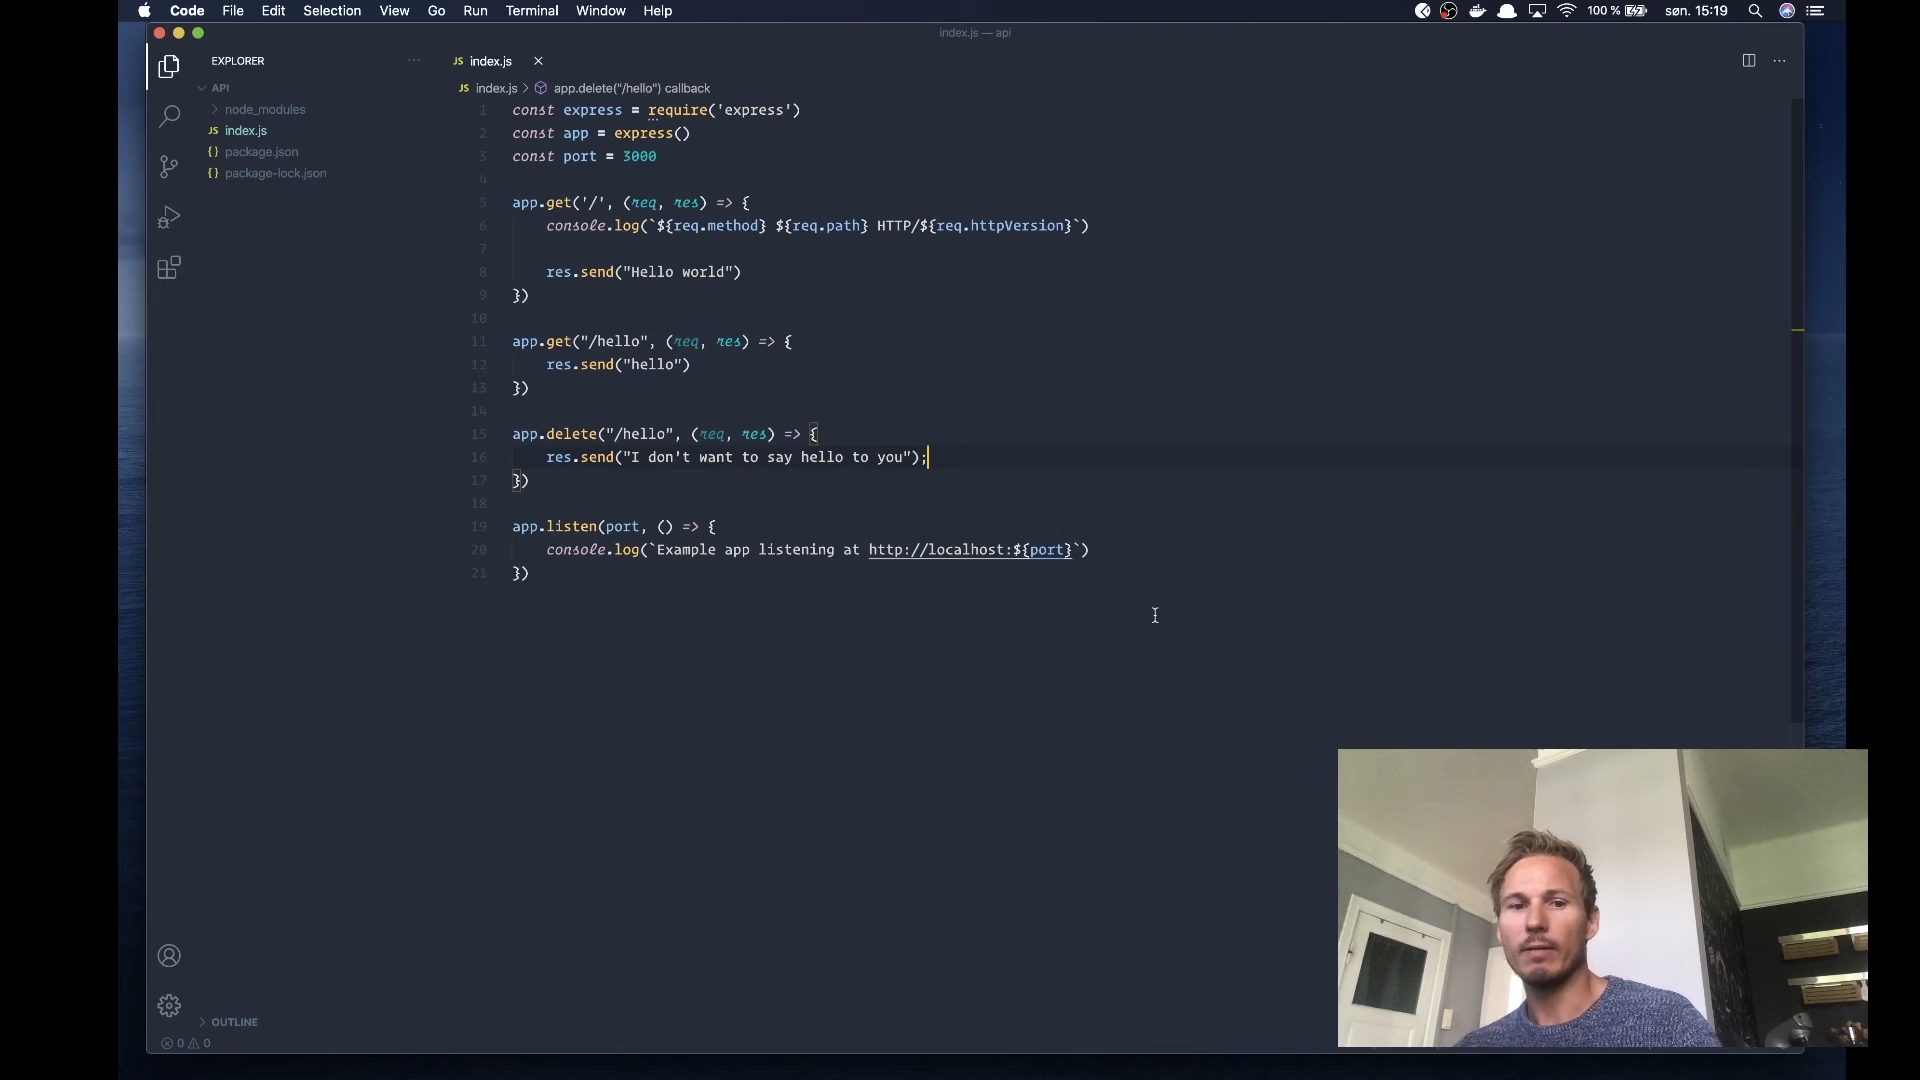 Code File Edit Selection View Go Run Terminal Window Help 100 % søn. 15:19
index.js — api
EXPLORER
API
node_modules
JS index.js
{} package.json
{} package-lock.json
OUTLINE
0 0
JS index.js
JS index.js > app.delete("/hello") callback
1 const express = require('express')
2 const app = express()
3 const port = 3000
4
5 app.get('/', (req, res) => {
6 console.log(`${req.method} ${req.path} HTTP/${req.httpVersion}`)
7
8 res.send("Hello world")
9 })
10
11 app.get("/hello", (req, res) => {
12 res.send("hello")
13 })
14
15 app.delete("/hello", (req, res) => {
16 res.send("I don't want to say hello to you");
17 })
18
19 app.listen(port, () => {
20 console.log(`Example app listening at http://localhost:${port}`)
21 })